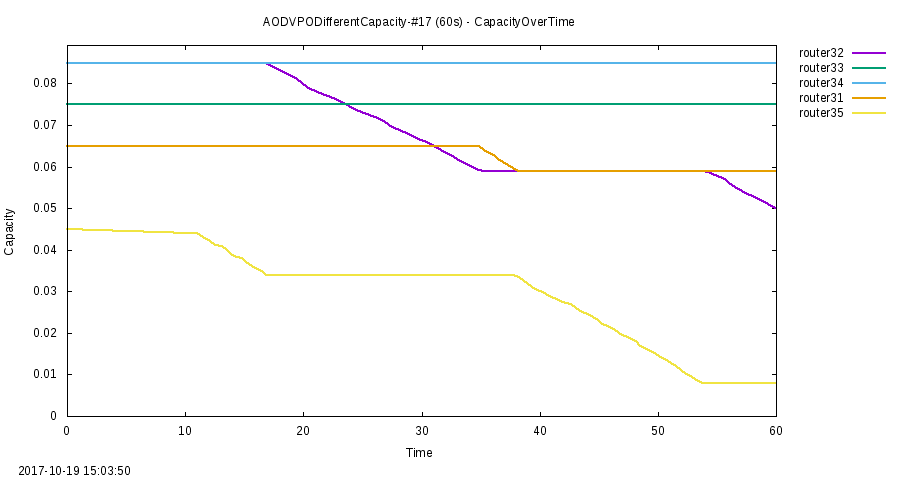 AODVPODifferentCapacity-#17 (60s) - CapacityOverTime
router32
router33
router34
router31
router35
0.08
0.07
0.06
0.05
0.04
0.03
0.02
0.01
0
Capacity
0 10 20 30 40 50 60
Time
2017-10-19 15:03:50